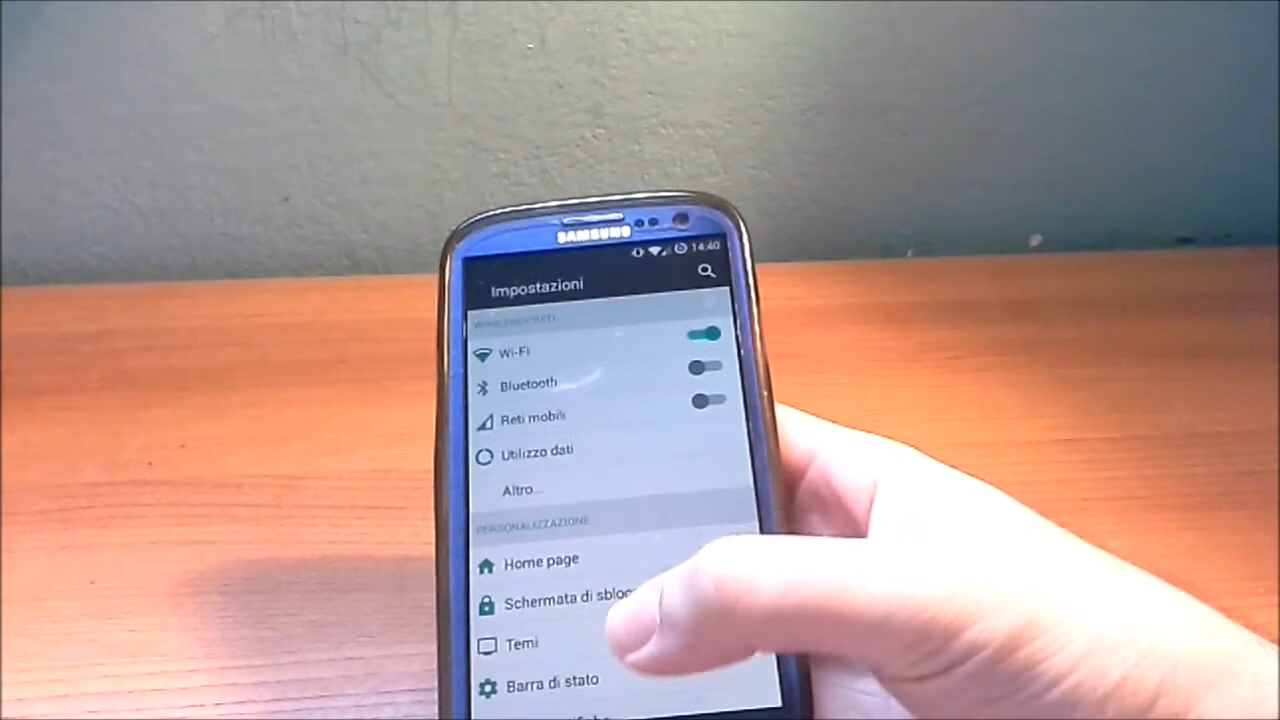 SAMSUNG
14:40
Impostazioni
Wi-Fi
Bluetooth
Reti mobili
Utilizzo dati
Altro...
PERSONALIZZAZIONE
Home page
Schermata di
Temi
Barra di stato